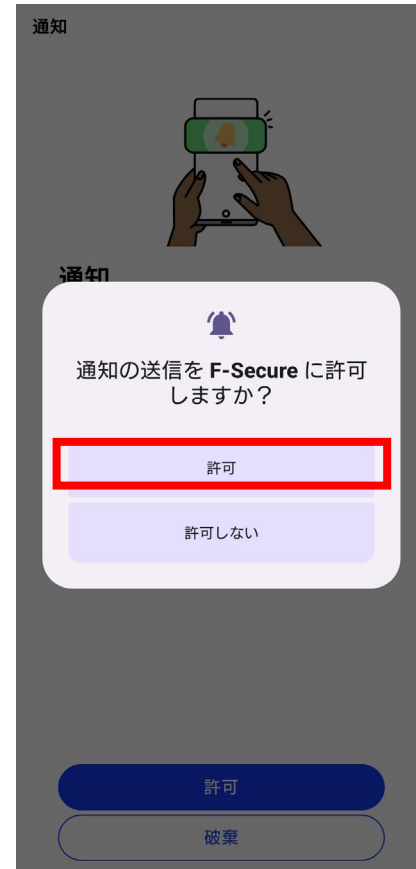 通知
通知
通知の送信を F-Secure に許可
しますか？
許可
許可しない
許可
破棄